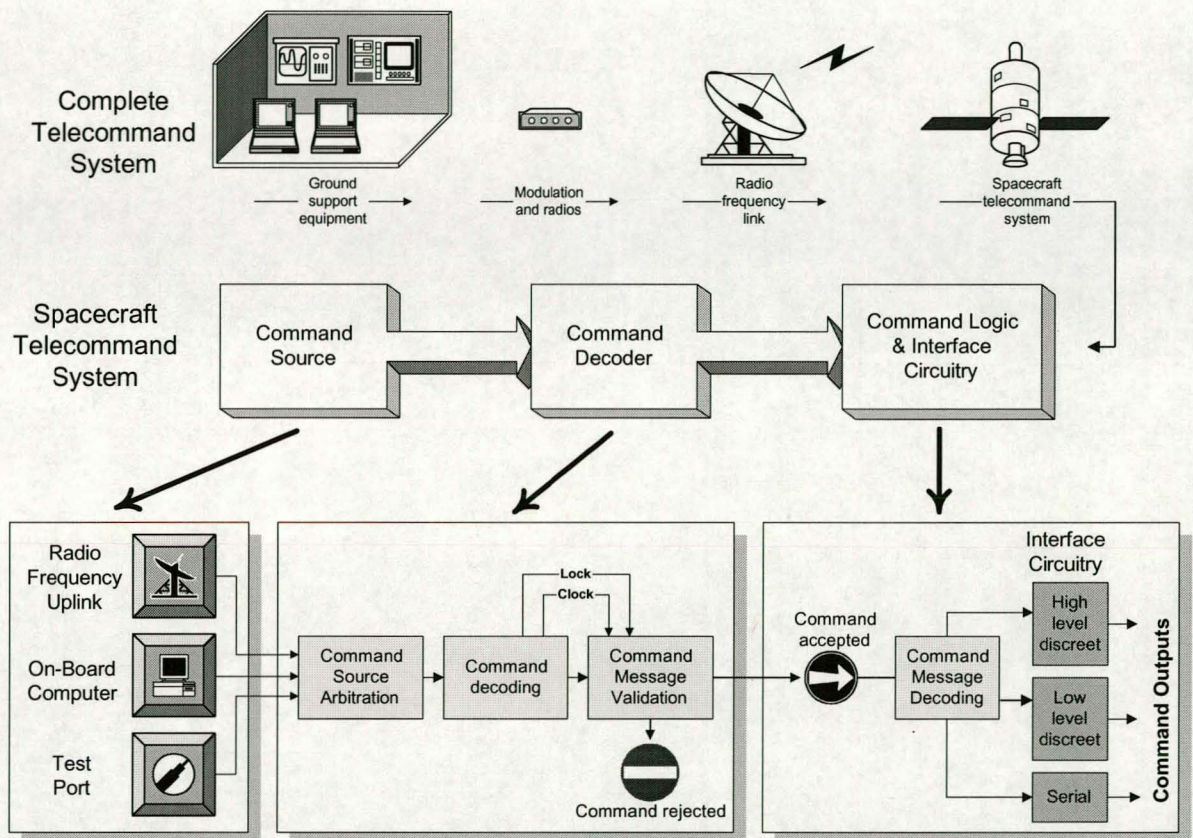 Complete
Telecommand
System
Ground
support
equipment
Modulation
and radios
Radio
frequency
link
Spacecraft
telecommand
system
Spacecraft
Telecommand
System
Command
Source
Command
Decoder
Command Logic
& Interface
Circuitry
Radio
Frequency
Uplink
On-Board
Computer
Test
Port
Lock
Clock
Command
Source
Arbitration
Command
decoding
Command
Message
Validation
Command rejected
Command
accepted
Command
Message
Decoding
Interface
Circuitry
High
level
discreet
Low
level
discreet
Serial
Command Outputs